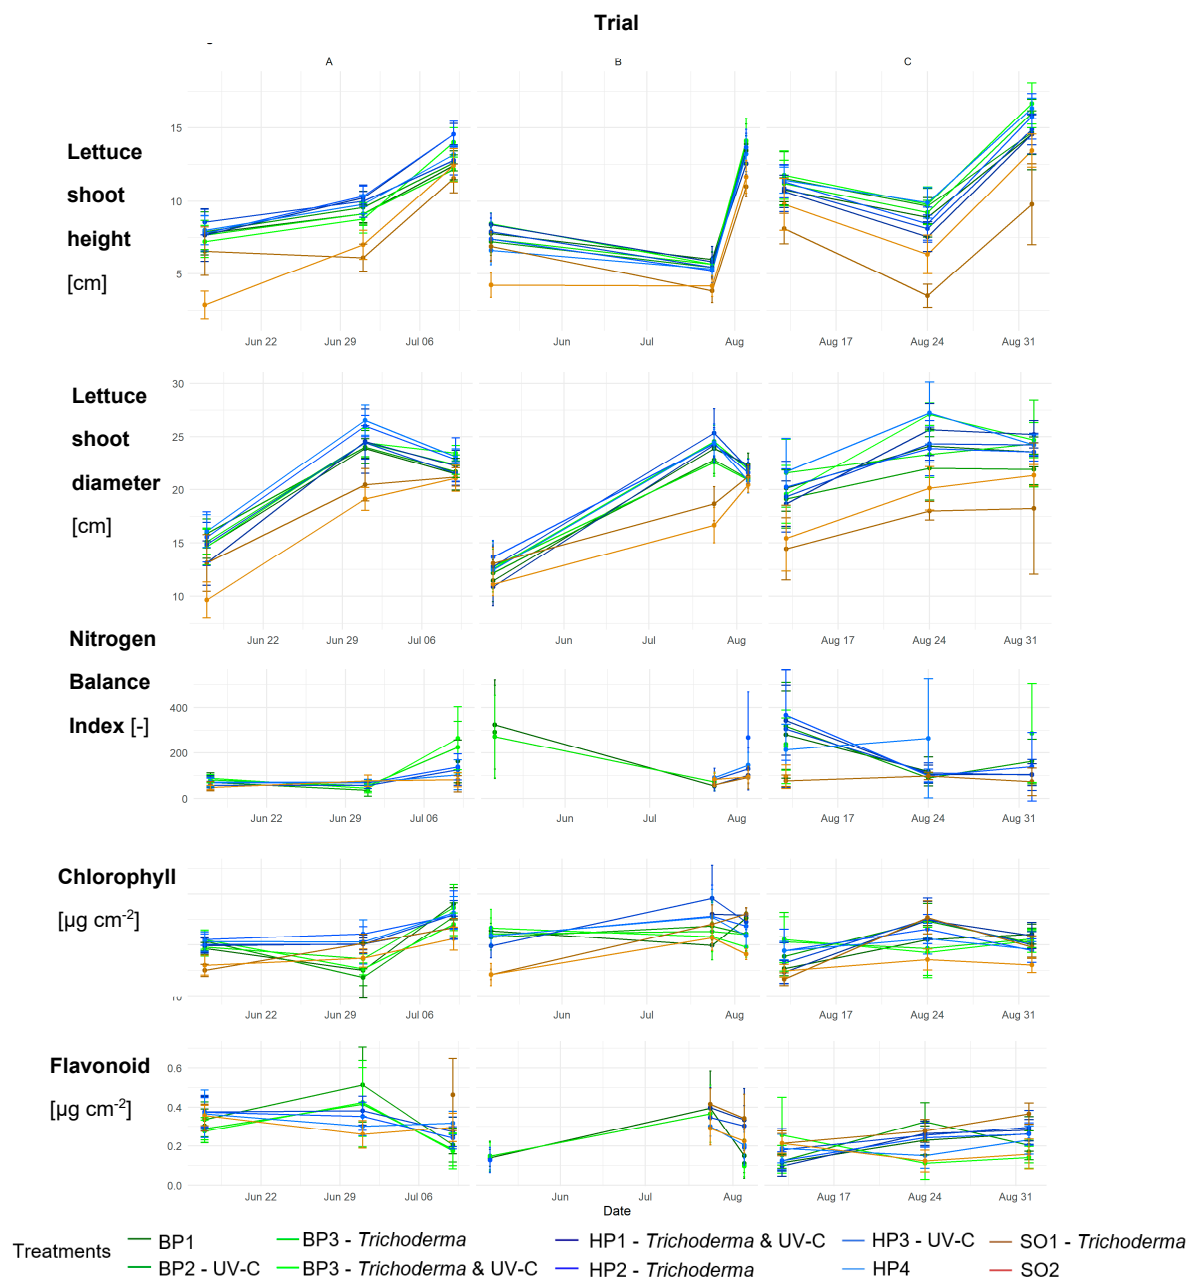 Trial
A B C
Lettuce
shoot
height
[cm]
15
10
5
Jun 22 Jun 29 Jul 06 Jun Jul Aug Aug 17 Aug 24 Aug 31
Lettuce
shoot
diameter
[cm]
30
25
20
15
10
Jun 22 Jun 29 Jul 06 Jun Jul Aug Aug 17 Aug 24 Aug 31
Nitrogen
Balance
Index [-]
400
200
0
Jun 22 Jun 29 Jul 06 Jun Jul Aug Aug 17 Aug 24 Aug 31
Chlorophyll
[µg cm-2]
10
Jun 22 Jun 29 Jul 06 Jun Jul Aug Aug 17 Aug 24 Aug 31
Flavonoid
[µg cm-2]
0.6
0.4
0.2
0.0
Jun 22 Jun 29 Jul 06 Jun Jul Aug Aug 17 Aug 24 Aug 31
Date
Treatments BP1 BP3 - Trichoderma HP1 - Trichoderma & UV-C HP3 - UV-C SO1 - Trichoderma
BP2 - UV-C BP3 - Trichoderma & UV-C HP2 - Trichoderma HP4 SO2